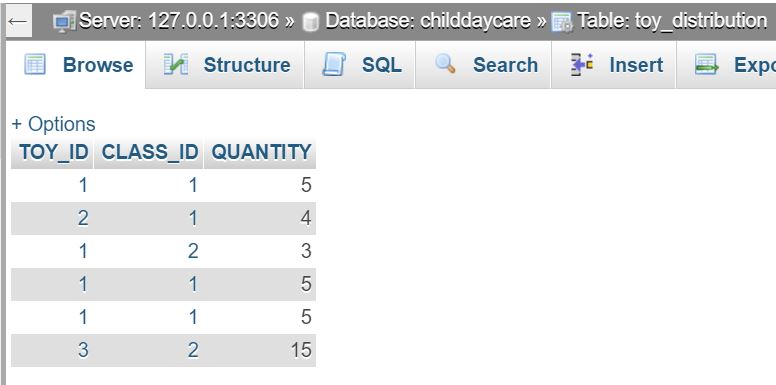 ← Server: 127.0.0.1:3306 » Database: childdaycare » Table: toy_distribution
Browse Structure SQL Search Insert
+ Options
TOY_ID CLASS_ID QUANTITY
1 1 5
2 1 4
1 2 3
1 1 5
1 1 5
3 2 15